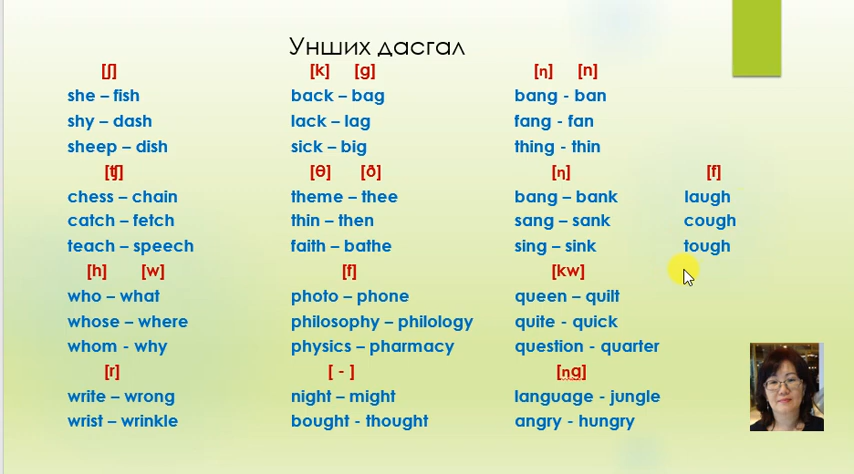 Унших дасгал
[ʃ] [k] [g] [ŋ] [n]
she – fish back – bag bang - ban
shy – dash lack – lag fang - fan
sheep – dish sick – big thing - thin
[ʧ] [θ] [ð] [ŋ] [f]
chess – chain theme – thee bang – bank laugh
catch – fetch thin – then sang – sank cough
teach – speech faith – bathe sing – sink tough
[h] [w] [f] [kw]
who – what photo – phone queen – quilt
whose – where philosophy – philology quite - quick
whom - why physics – pharmacy question - quarter
[r] [ - ] [ŋg]
write – wrong night – might language - jungle
wrist – wrinkle bought - thought angry - hungry